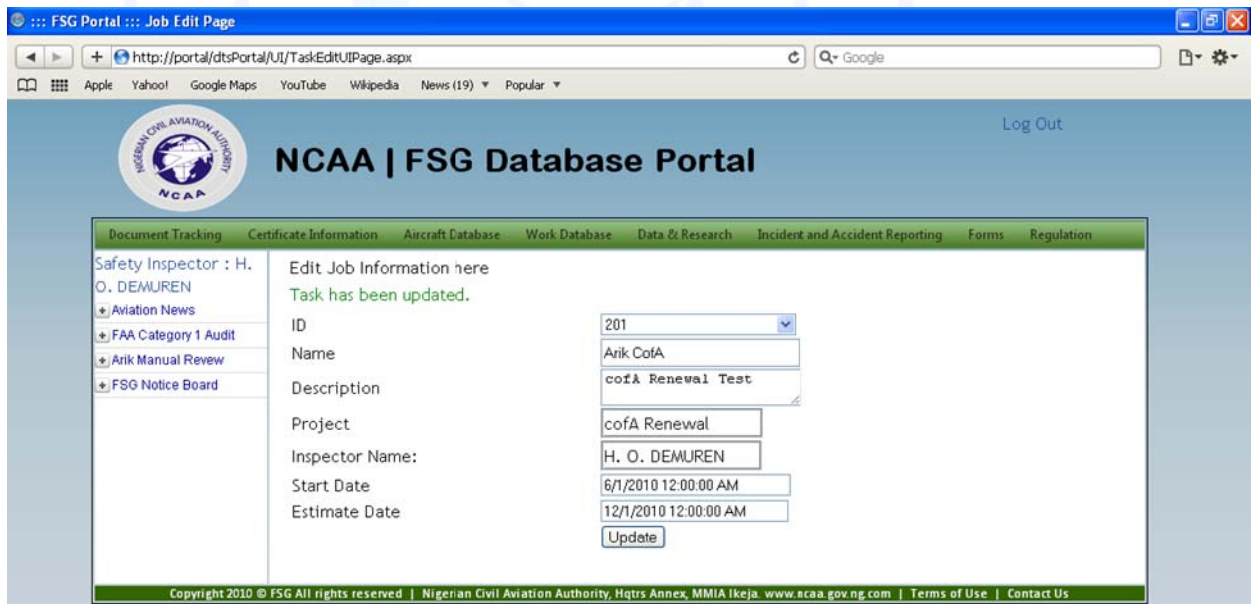 ::: FSG Portal ::: Job Edit Page
http://portal/dtsPortal/UI/TaskEditUIPage.aspx
Google
Apple Yahoo! Google Maps YouTube Wikipedia News (19) Popular
NIGERIAN CIVIL AVIATION AUTHORITY
NCAA
Log Out
NCAA | FSG Database Portal
Document Tracking Certificate Information Aircraft Database Work Database Data & Research Incident and Accident Reporting Forms Regulation
Safety Inspector : H.
O. DEMUREN
Aviation News
FAA Category 1 Audit
Arik Manual Revew
FSG Notice Board
Edit Job Information here
Task has been updated.
ID 201
Name Arik CofA
Description cofA Renewal Test
Project cofA Renewal
Inspector Name: H. O. DEMUREN
Start Date 6/1/2010 12:00:00 AM
Estimate Date 12/1/2010 12:00:00 AM
Update
Copyright 2010 © FSG All rights reserved | Nigerian Civil Aviation Authority, Hqtrs Annex, MMIA Ikeja. www.ncaa.gov.ng.com | Terms of Use | Contact Us